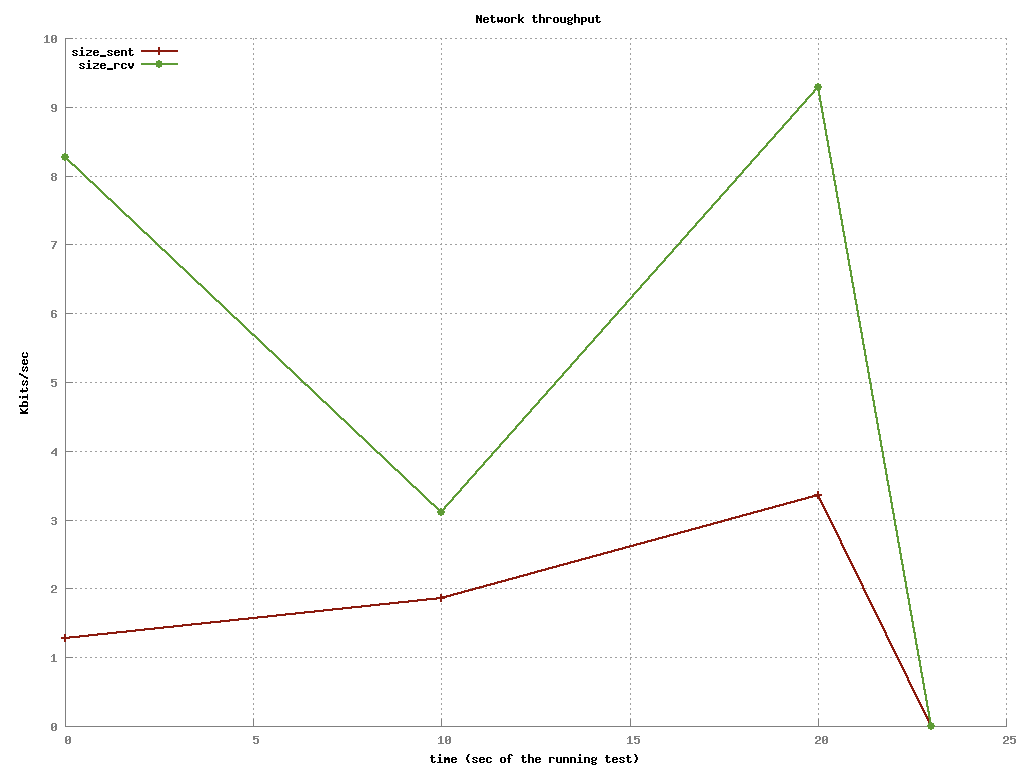 Network throughput
size_sent
size_rcv
10
9
8
7
6
5
4
3
2
1
0
Kbits/sec
0 5 10 15 20 25
time (sec of the running test)